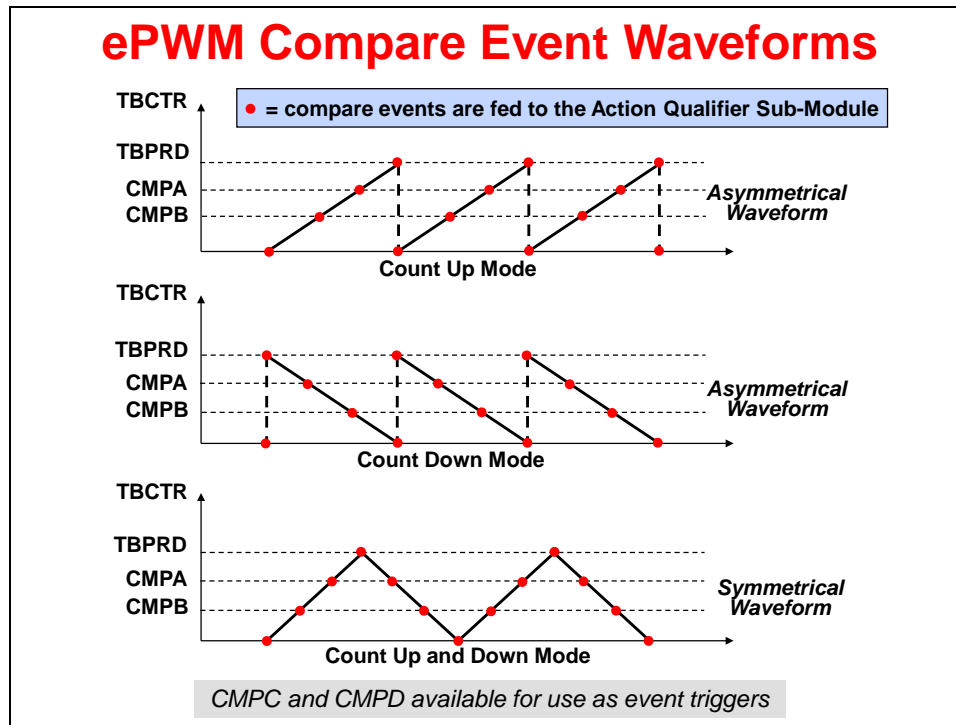 ePWM Compare Event Waveforms
TBCTR
= compare events are fed to the Action Qualifier Sub-Module
TBPRD
CMPA
CMPB
Asymmetrical
Waveform
Count Up Mode
TBCTR
TBPRD
CMPA
CMPB
Asymmetrical
Waveform
Count Down Mode
TBCTR
TBPRD
CMPA
CMPB
Symmetrical
Waveform
Count Up and Down Mode
CMPC and CMPD available for use as event triggers